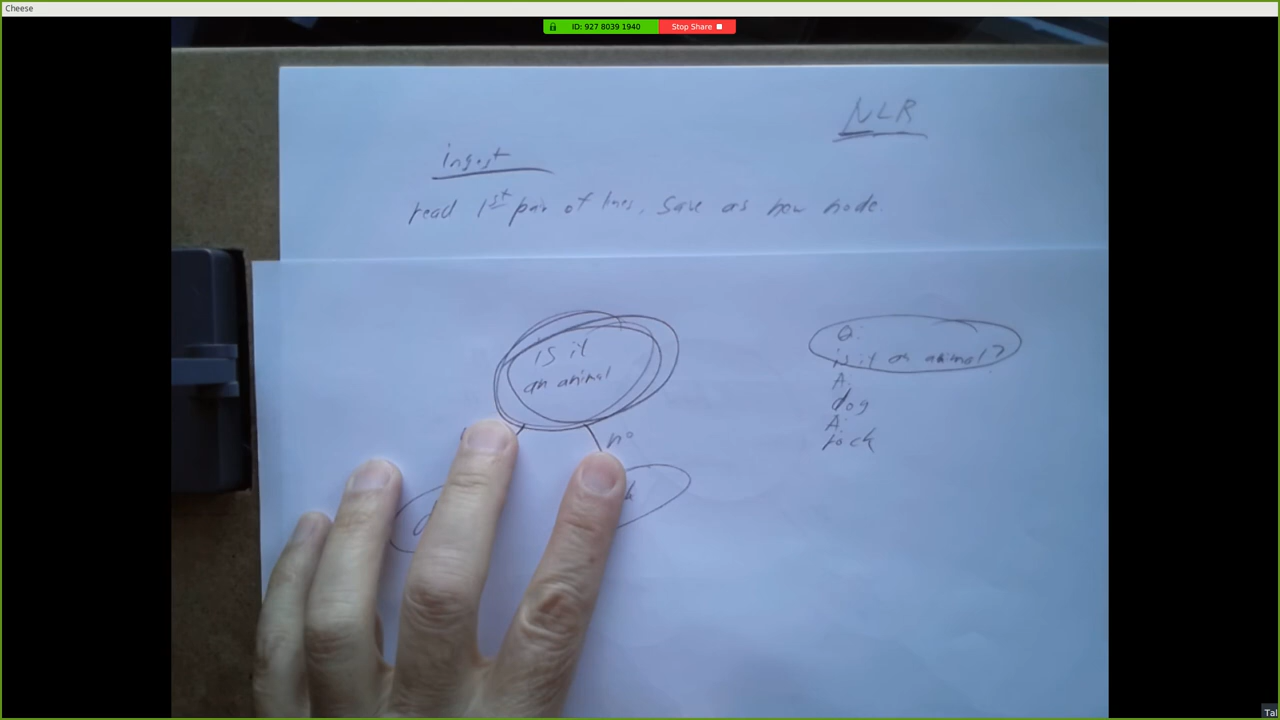 Cheese
ID: 927 8039 1940 Stop Share
NLR
ingest
read 1st pair of lines, save as new node.
is it
an animal
no
Q:
is it an animal?
A:
dog
A:
rock
Tal